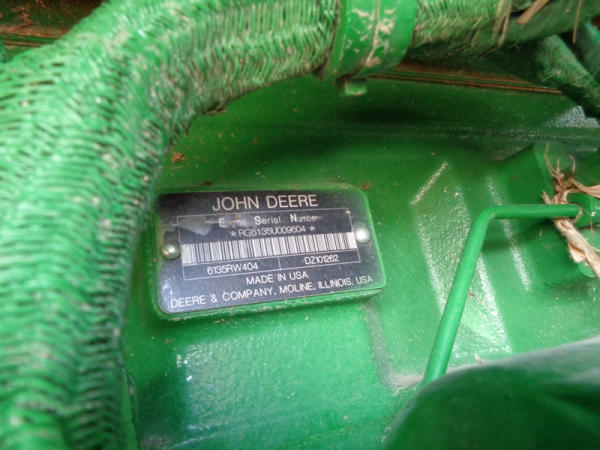 JOHN DEERE
Engine Serial Number
*RG6135U009604*
6135RW404 DZ101262
MADE IN USA
DEERE & COMPANY, MOLINE, ILLINOIS, USA